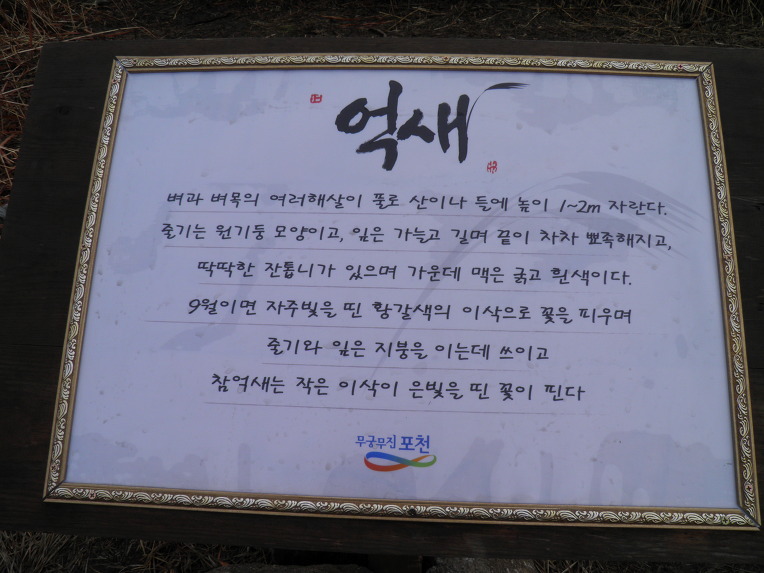 억새
벼과 벼목의 여러해살이 풀로 산이나 들에 높이 1~2m 자란다.
줄기는 원기둥 모양이고, 잎은 가늘고 길며 끝이 차차 뾰족해지고,
딱딱한 잔톱니가 있으며 가운데 맥은 굵고 흰색이다.
9월이면 자주빛을 띤 황갈색의 이삭으로 꽃을 피우며
줄기와 잎은 지붕을 이는데 쓰이고
참억새는 작은 이삭이 은빛을 띤 꽃이 핀다
무궁무진 포천